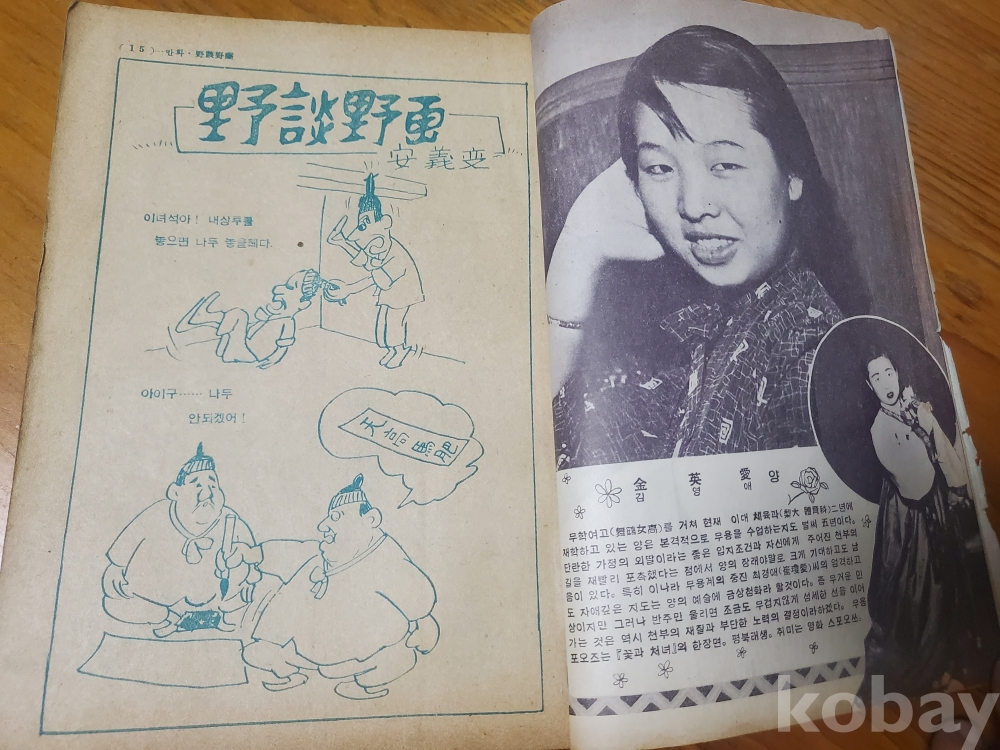 (15)…만화·野談野畵
野談野畫
安義燮
이녀석아! 내상투를
놓으면 나두 놓을께다.
아이구…… 나두
안되겠어!
天高馬肥
金英愛양
김영애
무학여고(舞鶴女高)를 거쳐 현재 이대 체육과(梨大 體育科)二년에
재학하고 있는 양은 본격적으로 무용을 수업하는지도 벌써 五년이다.
단란한 가정의 외딸이라는 좋은 입지조건과 자신에게 주어진 천부의
길을 재빨리 포착했다는 점에서 양의 장래야말로 크게 기대하고도 남
음이 있다. 특히 이나라 무용계의 중진 최경애(崔瓊愛)씨의 엄격하고
도 자애깊은 지도는 양의 예술에 금상첨화라 할것이다. 좀 무거운 인
상이지만 그러나 반주만 울리면 조금도 무겁지않게 섬세한 선을 이어
가는 것은 역시 천부의 재질과 부단한 노력의 결정이라하겠다. 무용
포오즈는 『꽃과 처녀』의 한장면. 평북태생. 취미는 영화 스포오쓰.
kobay